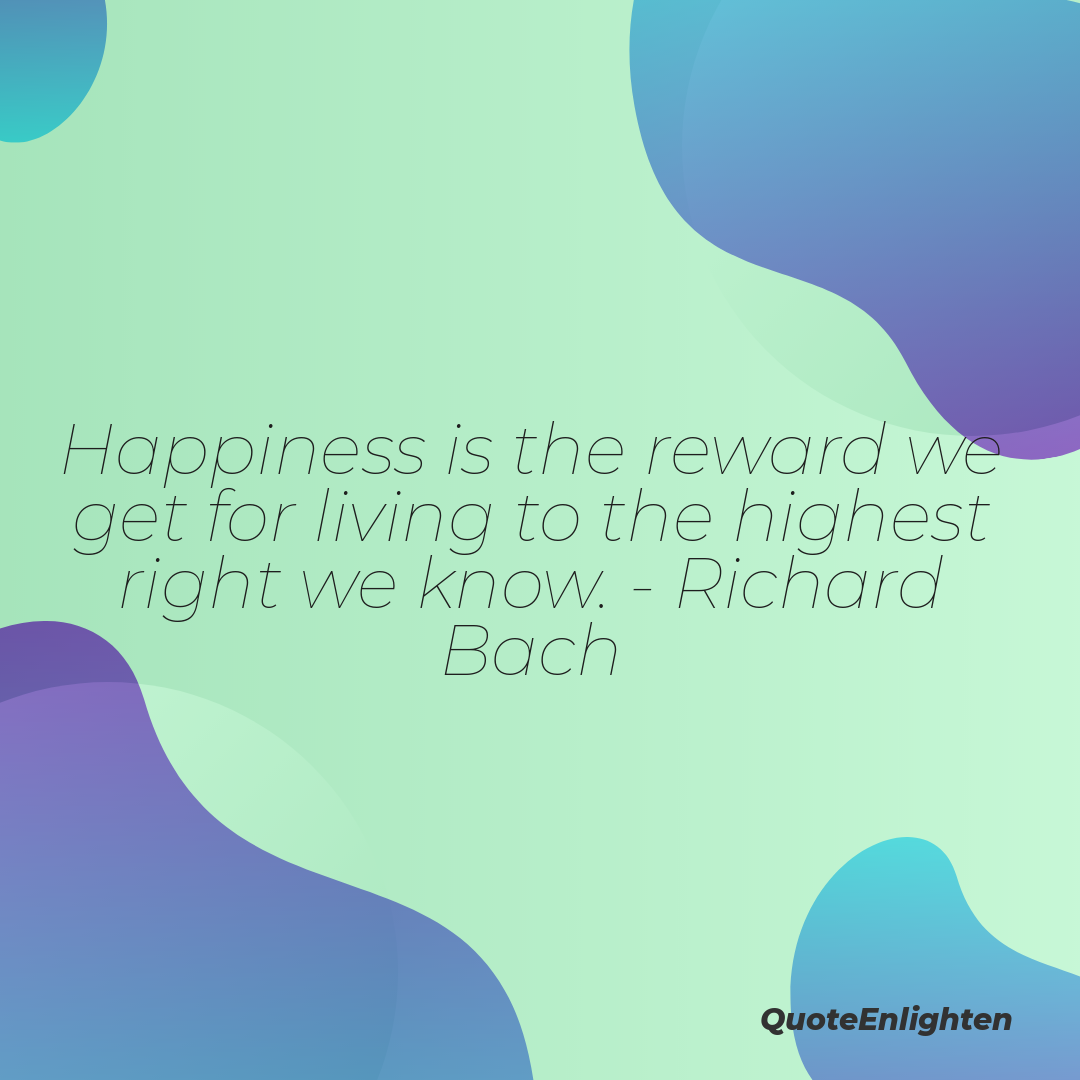 Happiness is the reward we
get for living to the highest
right we know. - Richard
Bach
QuoteEnlighten